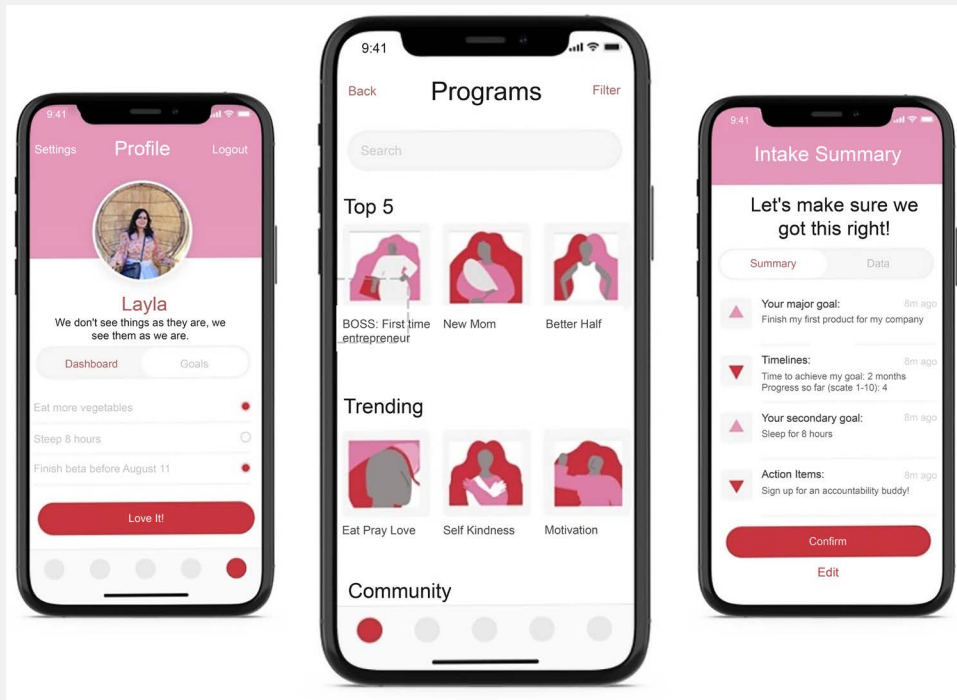 9:41
Settings
Profile
Logout
Layla
We don't see things as they are, we
see them as we are.
Dashboard
Goals
Eat more vegetables
Steep 8 hours
Finish beta before August 11
Love It!
9:41
Back
Programs
Filter
Search
Top 5
BOSS: First time
entrepreneur
New Mom
Better Half
Trending
Eat Pray Love
Self Kindness
Motivation
Community
9:41
Intake Summary
Let's make sure we
got this right!
Summary
Data
Your major goal:
8m ago
Finish my first product for my company
Timelines:
8m ago
Time to achieve my goal: 2 months
Progress so far (scate 1-10): 4
Your secondary goal:
8m ago
Sleep for 8 hours
Action Items:
8m ago
Sign up for an accountability buddy!
Confirm
Edit